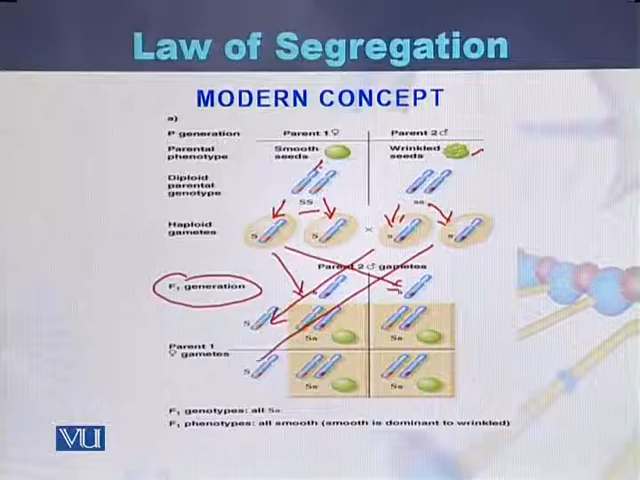 Law of Segregation
MODERN CONCEPT
a)
P generation Parent 1 ♀ Parent 2 ♂
Parental phenotype Smooth seeds Wrinkled seeds
Diploid parental genotype SS ss
Haploid gametes S S × s s
Parent 2 ♂ gametes
F1 generation
S Ss Ss
Parent 1 ♀ gametes
S Ss Ss
F1 genotypes: all Ss
F1 phenotypes: all smooth (smooth is dominant to wrinkled)
VU